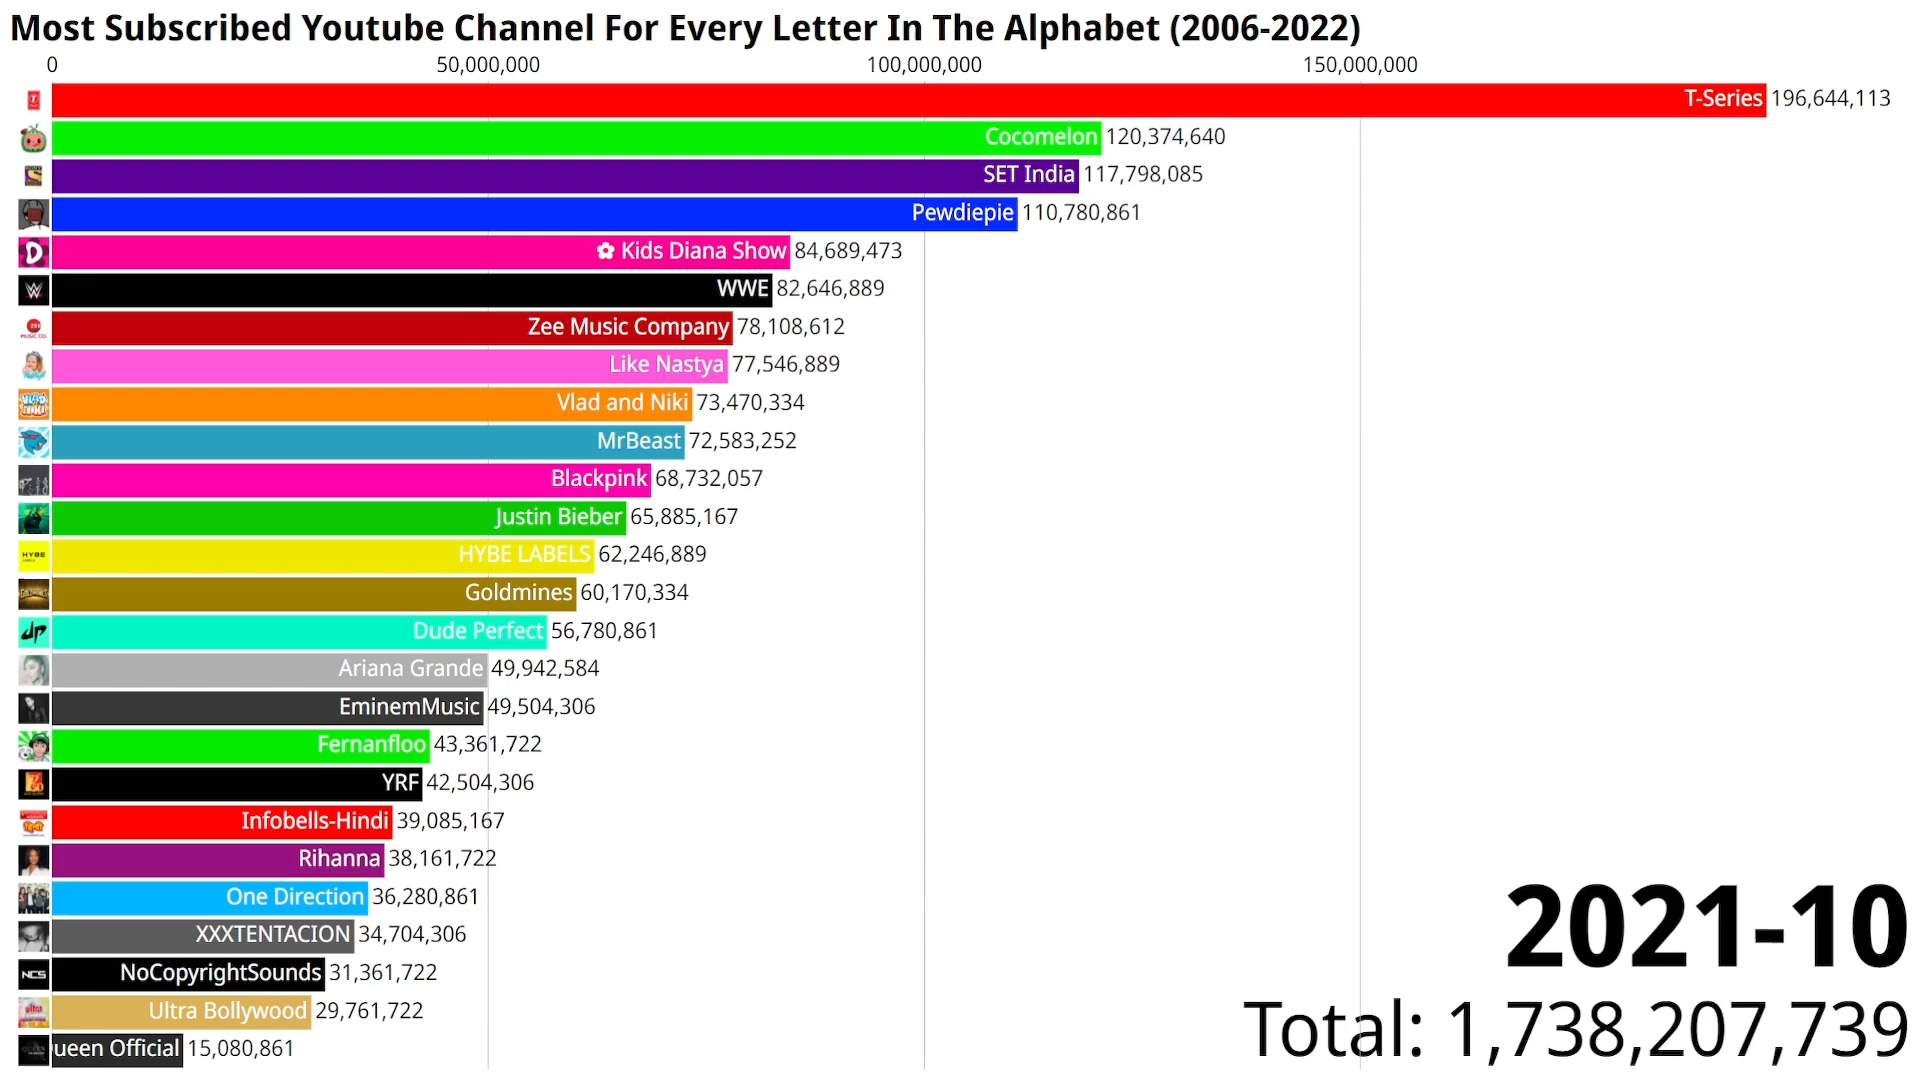 Most Subscribed Youtube Channel For Every Letter In The Alphabet (2006-2022)
0 50,000,000 100,000,000 150,000,000
T-Series 196,644,113
Cocomelon 120,374,640
SET India 117,798,085
Pewdiepie 110,780,861
✿ Kids Diana Show 84,689,473
WWE 82,646,889
Zee Music Company 78,108,612
Like Nastya 77,546,889
Vlad and Niki 73,470,334
MrBeast 72,583,252
Blackpink 68,732,057
Justin Bieber 65,885,167
HYBE HYBE LABELS 62,246,889
Goldmines 60,170,334
dp Dude Perfect 56,780,861
Ariana Grande 49,942,584
EminemMusic 49,504,306
Fernanfloo 43,361,722
YRF 42,504,306
Infobells-Hindi 39,085,167
Rihanna 38,161,722
One Direction 36,280,861
XXXTENTACION 34,704,306
NCS NoCopyrightSounds 31,361,722
Ultra Bollywood 29,761,722
ueen Official 15,080,861
2021-10
Total: 1,738,207,739